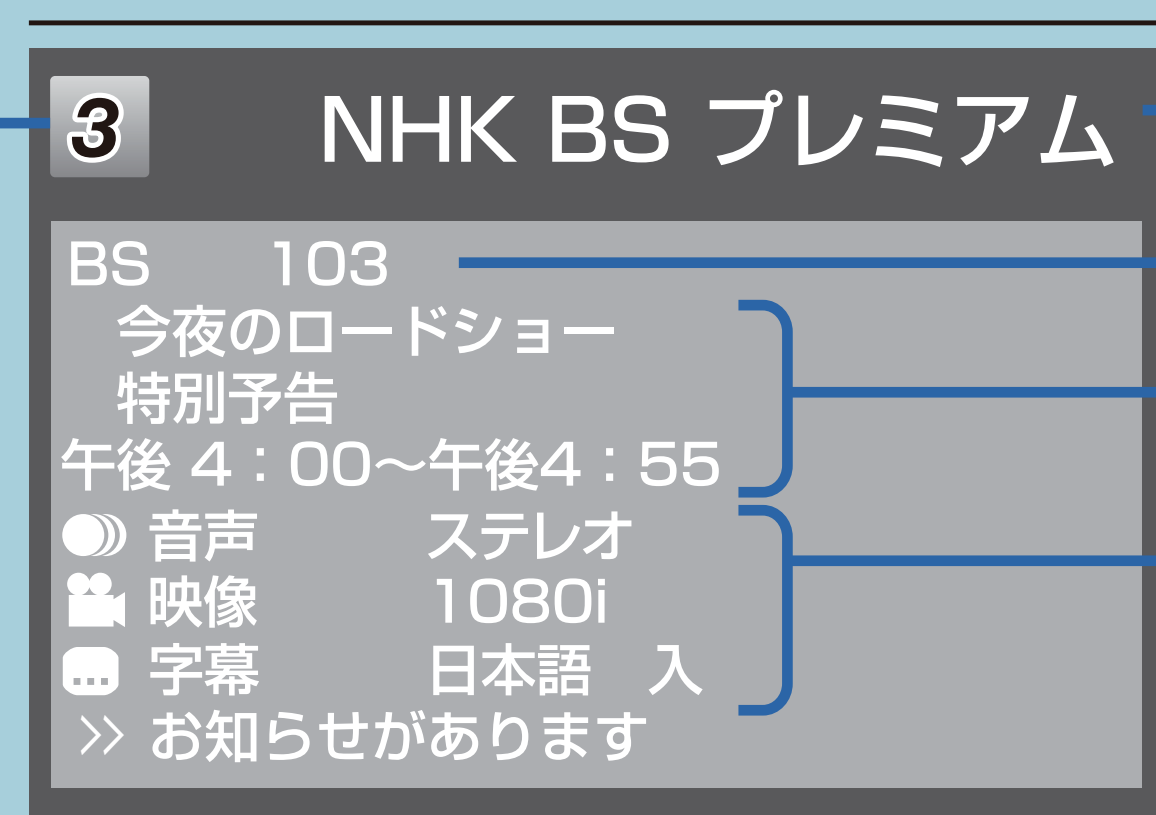 3 NHK BS プレミアム
BS 103
今夜のロードショー
特別予告
午後 4：00〜午後4：55
音声 ステレオ
映像 1080i
字幕 日本語 入
お知らせがあります